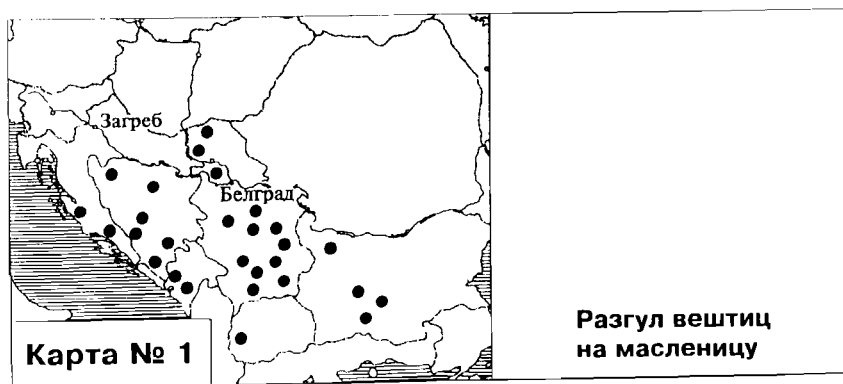 Загреб
Белград
Карта № 1
Разгул вештиц
на масленицу